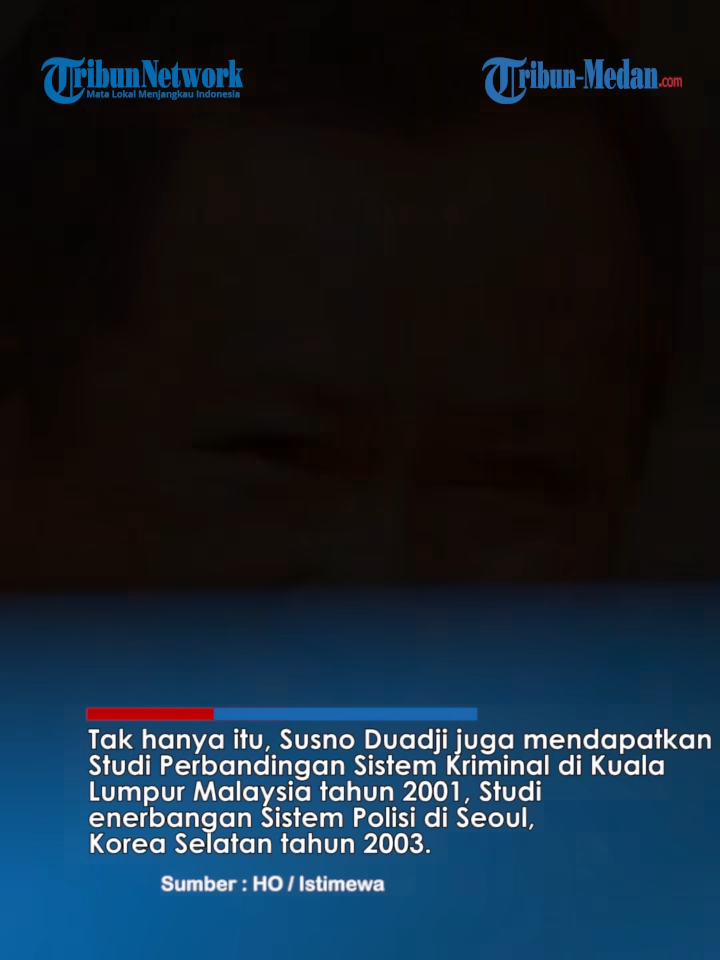 TribunNetwork
Mata Lokal Menjangkau Indonesia
Tribun-Medan.com
Tak hanya itu, Susno Duadji juga mendapatkan
Studi Perbandingan Sistem Kriminal di Kuala
Lumpur Malaysia tahun 2001, Studi
enerbangan Sistem Polisi di Seoul,
Korea Selatan tahun 2003.
Sumber : HO / Istimewa